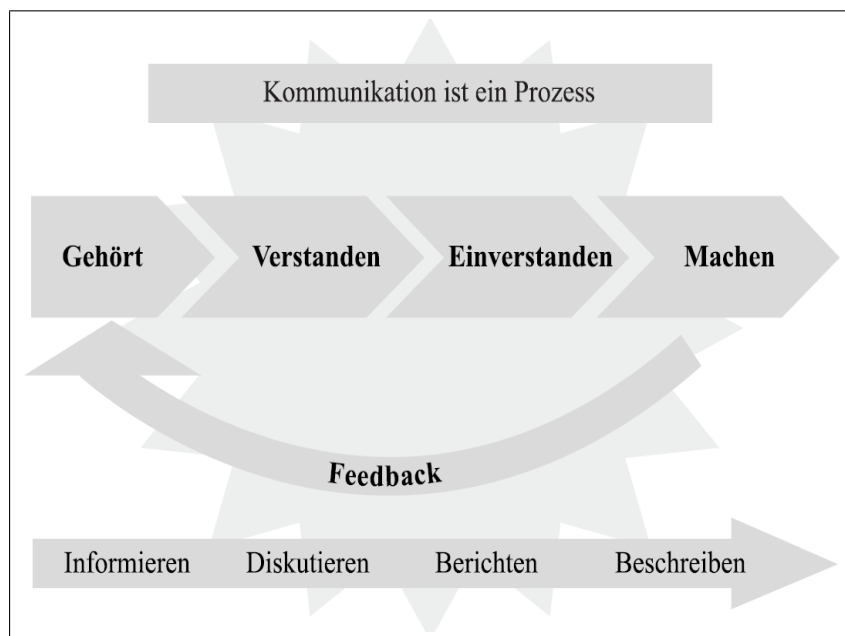 Kommunikation ist ein Prozess
Gehört Verstanden Einverstanden Machen
Feedback
Informieren Diskutieren Berichten Beschreiben